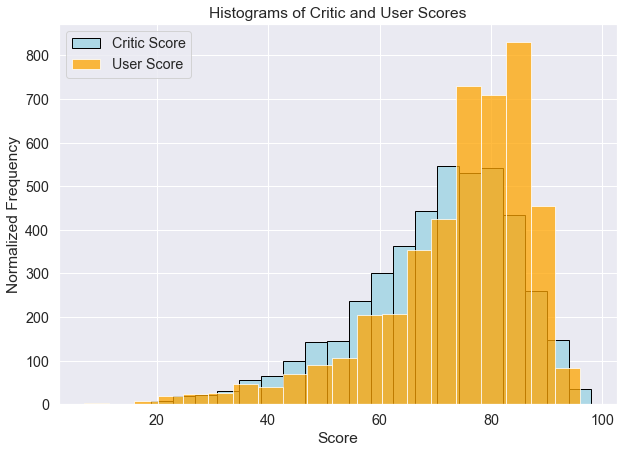 Histograms of Critic and User Scores
Critic Score
User Score
Normalized Frequency
800
700
600
500
400
300
200
100
0
20
40
60
80
100
Score